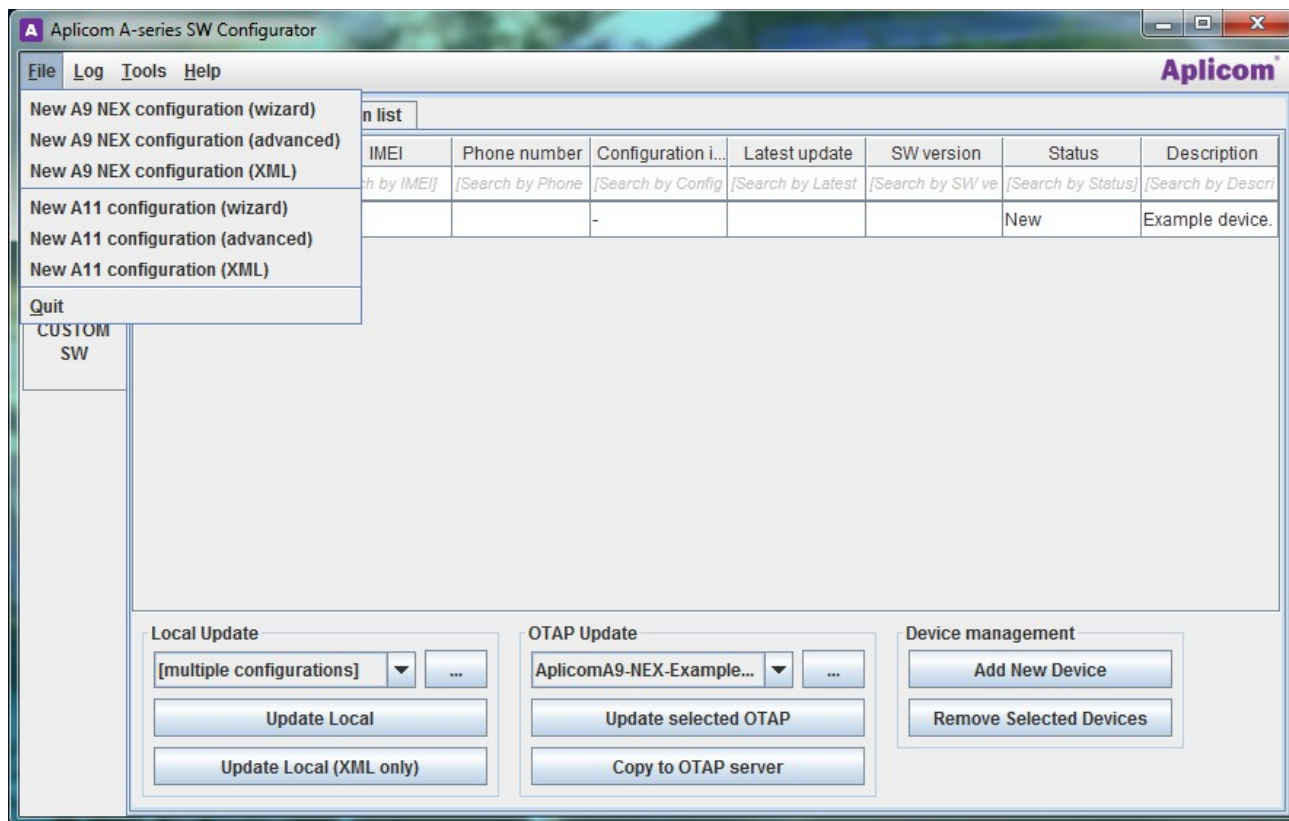 A Aplicom A-series SW Configurator
File Log Tools Help
Aplicom
New A9 NEX configuration (wizard)
New A9 NEX configuration (advanced)
New A9 NEX configuration (XML)
New A11 configuration (wizard)
New A11 configuration (advanced)
New A11 configuration (XML)
Quit
CUSTOM
SW
n list
IMEI Phone number Configuration i... Latest update SW version Status Description
ch by IMEI] [Search by Phone [Search by Config [Search by Latest [Search by SW ve [Search by Status] [Search by Descri
- New Example device.
Local Update
[multiple configurations] ...
Update Local
Update Local (XML only)
OTAP Update
AplicomA9-NEX-Example... ...
Update selected OTAP
Copy to OTAP server
Device management
Add New Device
Remove Selected Devices